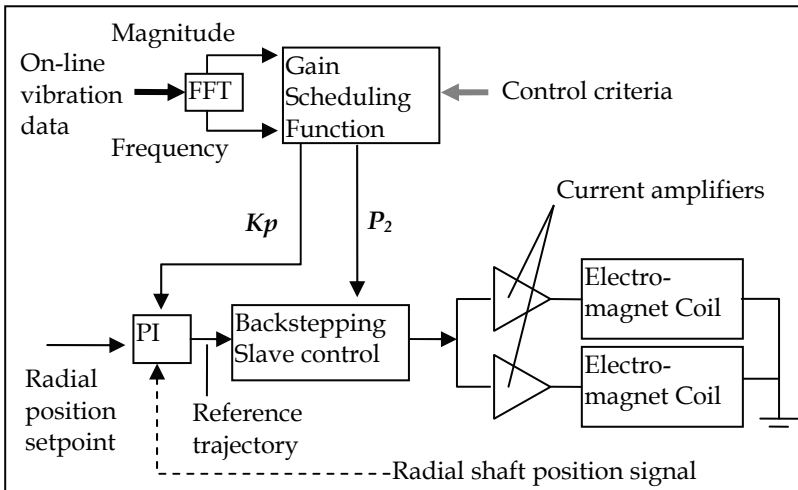 Magnitude
On-line
vibration
data
FFT
Frequency
Gain
Scheduling
Function
Control criteria
Kp
P₂
Current amplifiers
PI
Backstepping
Slave control
Electro-
magnet Coil
Electro-
magnet Coil
Radial
position
setpoint
Reference
trajectory
Radial shaft position signal